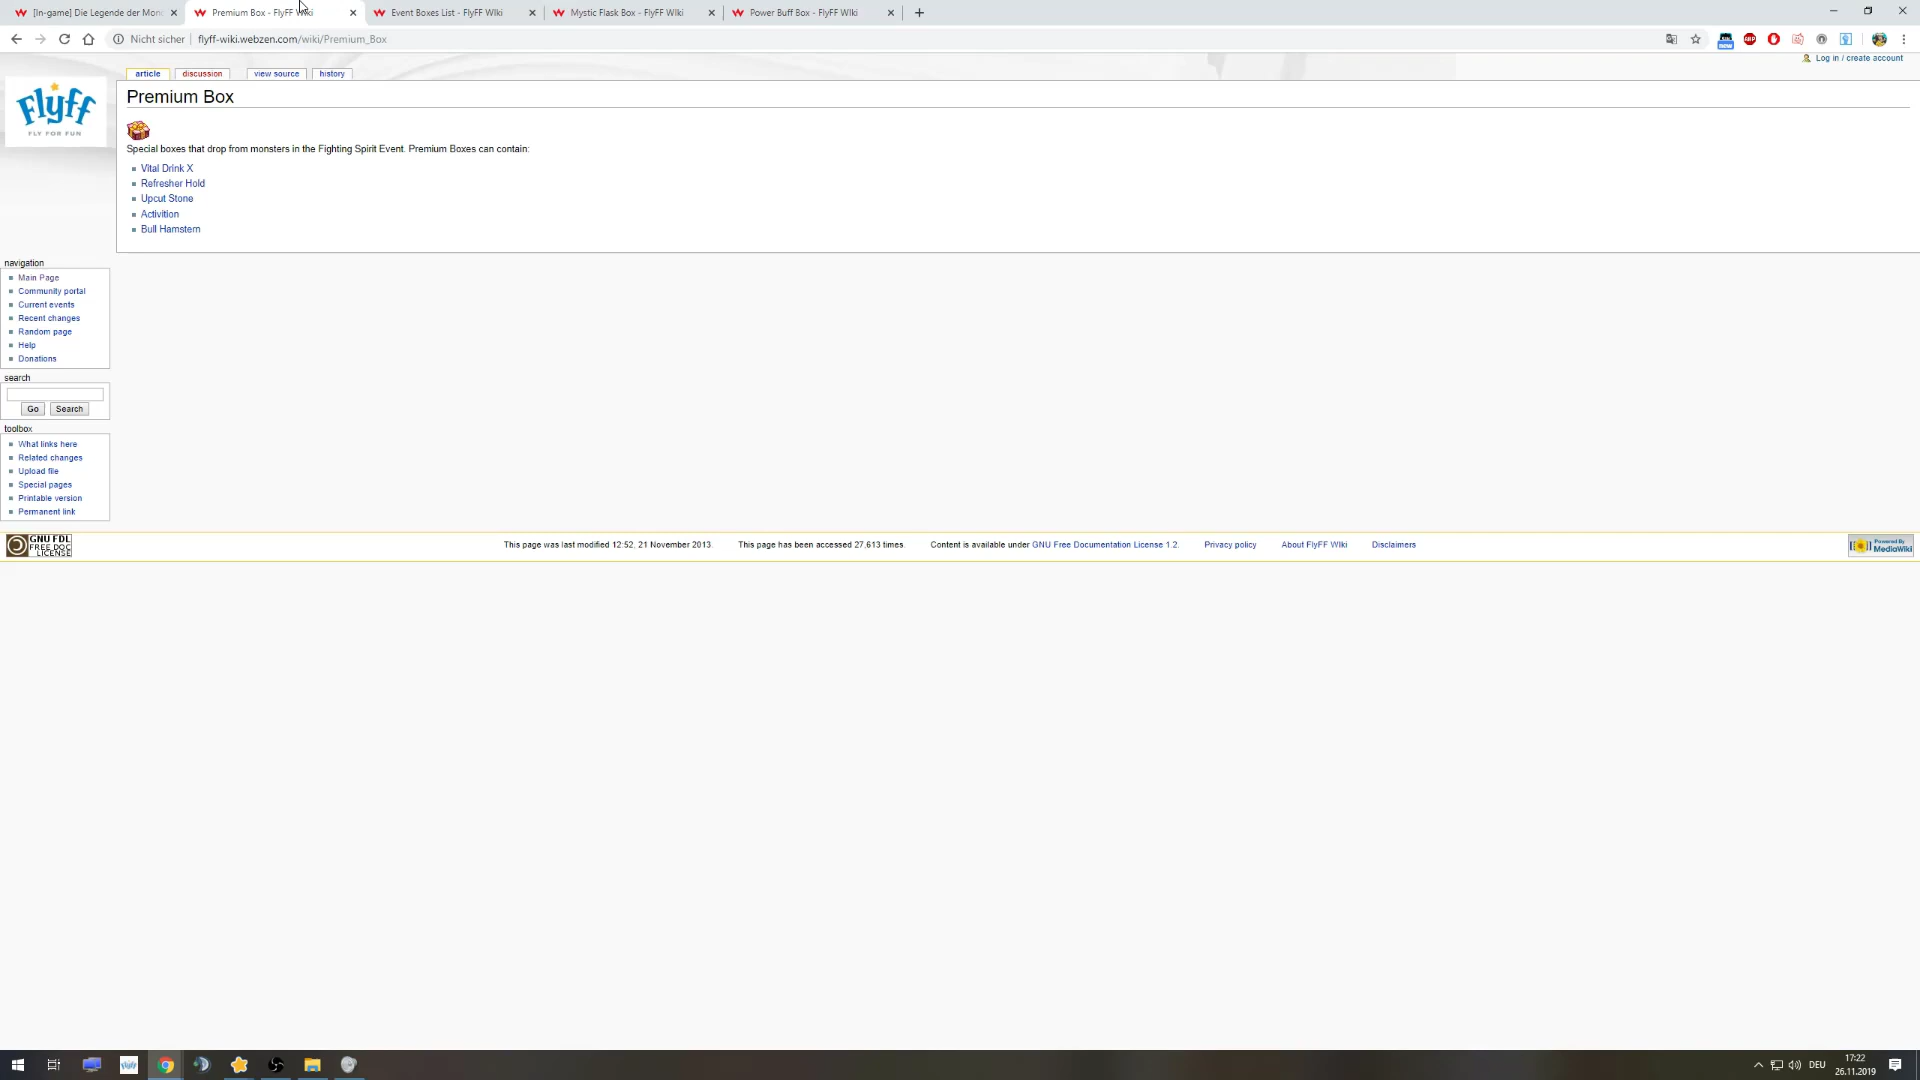 [In-game] Die Legende der Mon
Premium Box - FlyFF Wiki
Event Boxes List - FlyFF Wiki
Mystic Flask Box - FlyFF Wiki
Power Buff Box - FlyFF Wiki
Nicht sicher
flyff-wiki.webzen.com/wiki/Premium_Box
Log in / create account
article
discussion
view source
history
Flyff
FLY FOR FUN
Premium Box
Special boxes that drop from monsters in the Fighting Spirit Event. Premium Boxes can contain:
Vital Drink X
Refresher Hold
Upcut Stone
Activition
Bull Hamstern
navigation
Main Page
Community portal
Current events
Recent changes
Random page
Help
Donations
search
Go
Search
toolbox
What links here
Related changes
Upload file
Special pages
Printable version
Permanent link
GNU FDL
FREE DOC
LICENSE
This page was last modified 12:52, 21 November 2013.
This page has been accessed 27,613 times.
Content is available under GNU Free Documentation License 1.2.
Privacy policy
About FlyFF Wiki
Disclaimers
Powered By
MediaWiki
DEU
17:22
26.11.2019